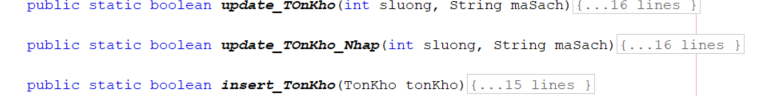 public static boolean update_TOnKho(int sluong, String maSach){...16 lines }
public static boolean update_TOnKho_Nhap(int sluong, String maSach){...16 lines }
public static boolean insert_TonKho(TonKho tonKho){...15 lines }